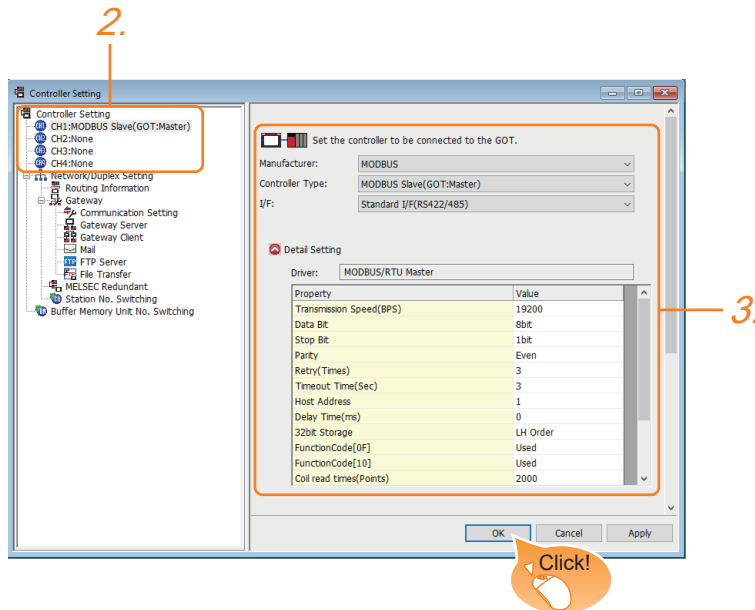 2.
Controller Setting
Controller Setting
CH1:MODBUS Slave(GOT:Master)
CH2:None
CH3:None
CH4:None
Network/Duplex Setting
Routing Information
Gateway
Communication Setting
Gateway Server
Gateway Client
Mail
FTP Server
File Transfer
MELSEC Redundant
Station No. Switching
Buffer Memory Unit No. Switching
Set the controller to be connected to the GOT.
Manufacturer: MODBUS
Controller Type: MODBUS Slave(GOT:Master)
I/F: Standard I/F(RS422/485)
Detail Setting
Driver: MODBUS/RTU Master
Property Value
Transmission Speed(BPS) 19200
Data Bit 8bit
Stop Bit 1bit
Parity Even
Retry(Times) 3
Timeout Time(Sec) 3
Host Address 1
Delay Time(ms) 0
32bit Storage LH Order
FunctionCode[0F] Used
FunctionCode[10] Used
Coil read times(Points) 2000
3.
OK Cancel Apply
Click!